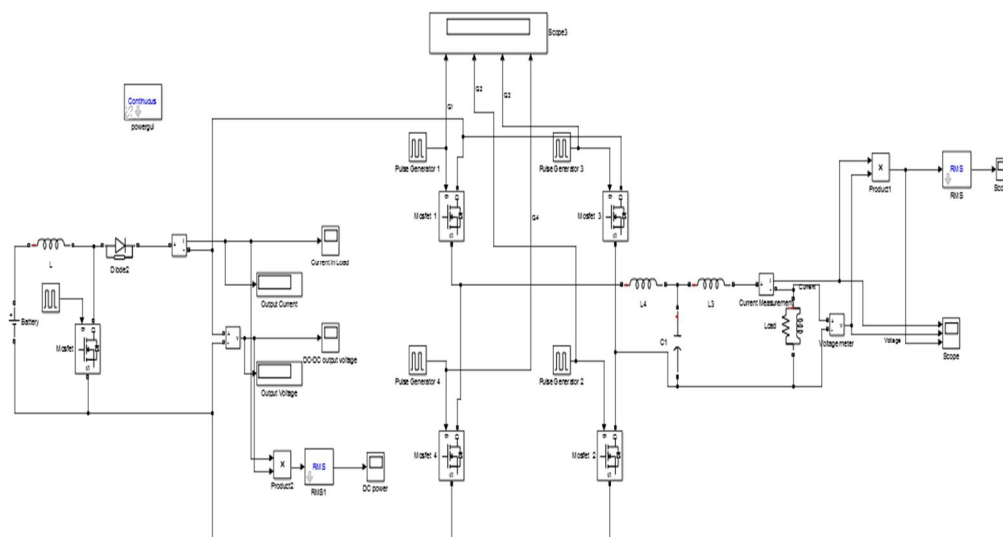 Scope3
Continuous
powergui
G1
G2
G3
G4
Pulse Generator 1
Pulse Generator 3
Mosfet 1
Mosfet 3
x
Product1
RMS
RMS
L
Diode2
Current in Load
Output Current
Battery
Mosfet
DC-DC output voltage
Output Voltage
L4
L3
Current Measurement
Current
C1
Load
Voltage meter
Voltage
Scope
Pulse Generator 4
Pulse Generator 2
Mosfet 4
Mosfet 2
x
Product2
RMS
RMS1
DC power